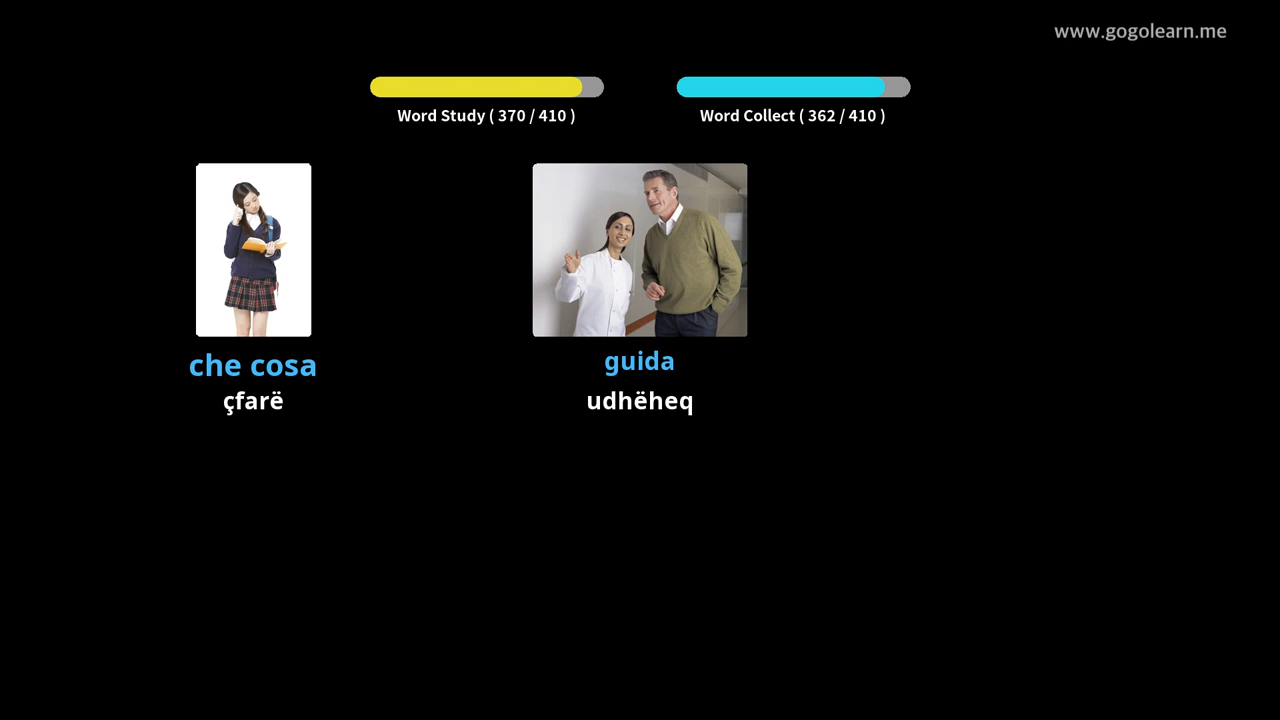 www.gogolearn.me
Word Study ( 370 / 410 )
Word Collect ( 362 / 410 )
che cosa
çfarë
guida
udhëheq